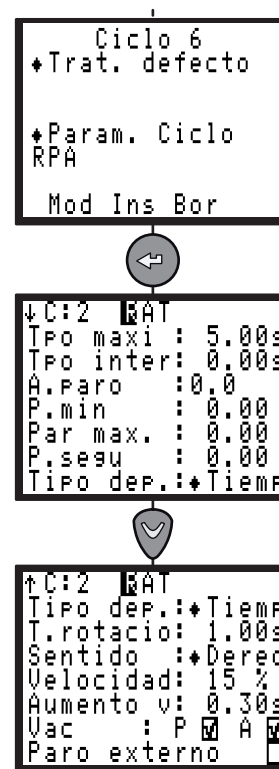 Ciclo 6
♦Trat. defecto
♦Param. Ciclo
RPA
Mod Ins Bor
↓C:2 RAT
Tpo maxi : 5.00s
Tpo inter: 0.00s
A.paro :0.0
P.min : 0.00
Par max. : 0.00
P.segu : 0.00
Tipo dep.:♦Tiemp
↑C:2 RAT
Tipo dep.:♦Tiemp
T.rotacio: 1.00s
Sentido :♦Derec
Velocidad: 15 %
Aumento v: 0.30s
Vac : P ☑ A ☑
Paro externo